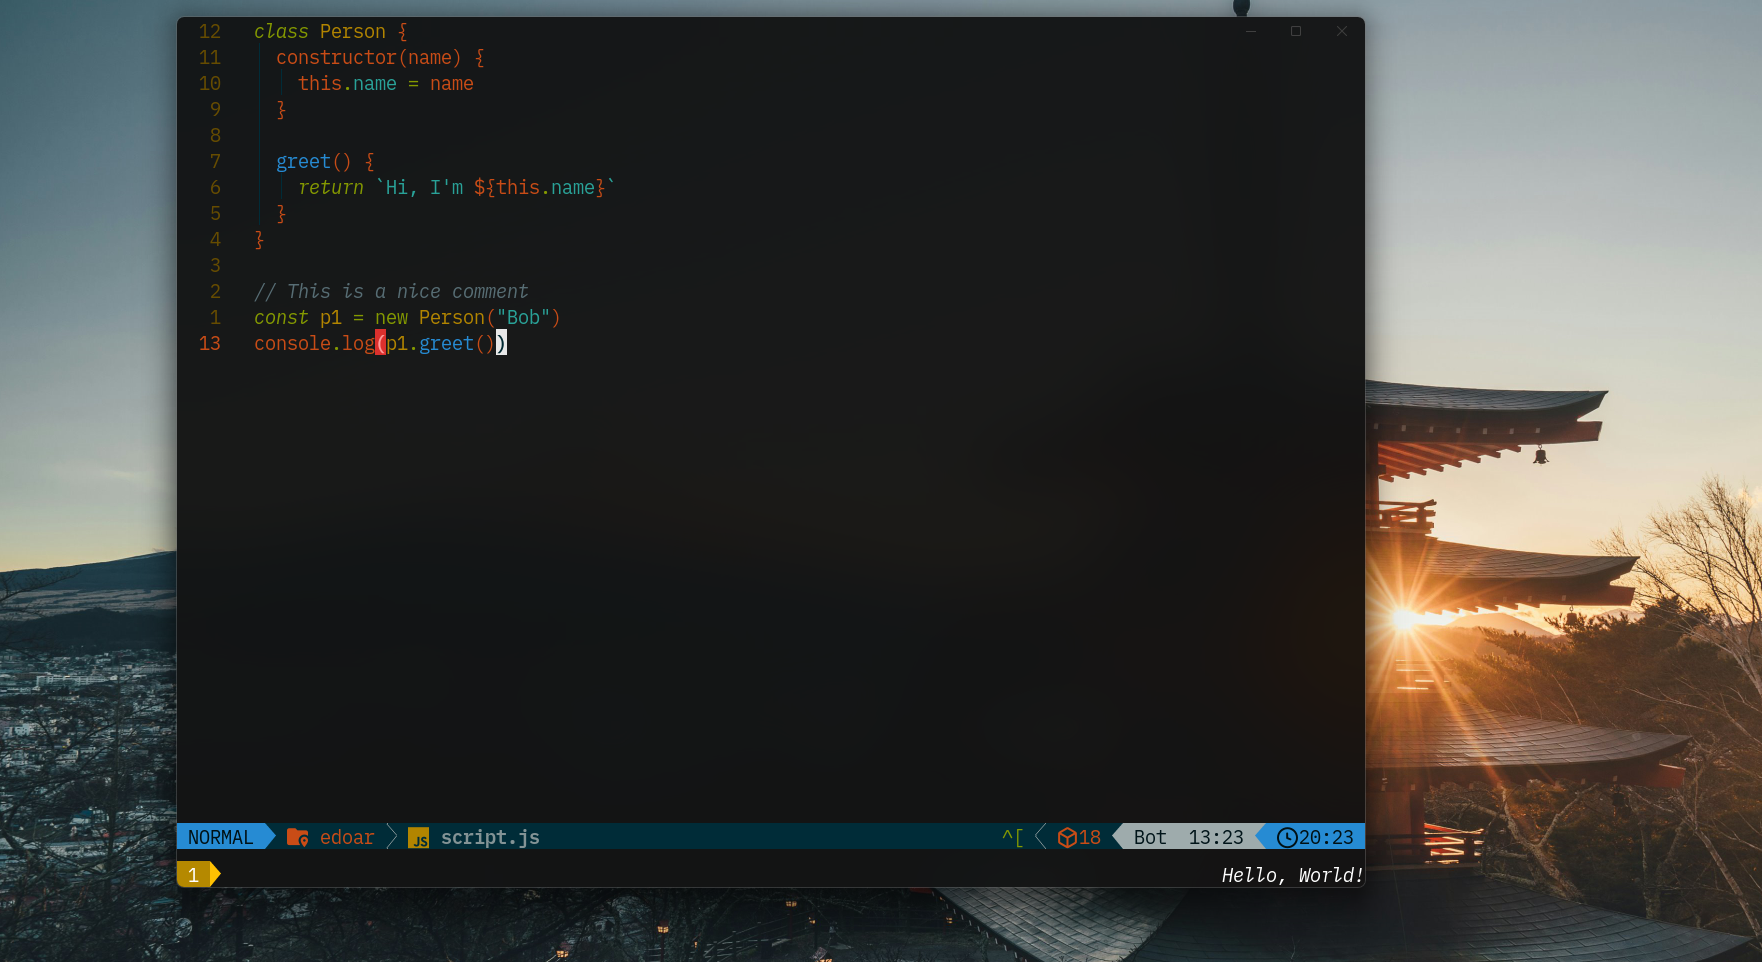 12 class Person {
11 constructor(name) {
10 this.name = name
9 }
8
7 greet() {
6 return `Hi, I'm ${this.name}`
5 }
4 }
3
2 // This is a nice comment
1 const p1 = new Person("Bob")
13 console.log(p1.greet())
NORMAL edoar JS script.js ^[ 18 Bot 13:23 20:23
1 Hello, World!